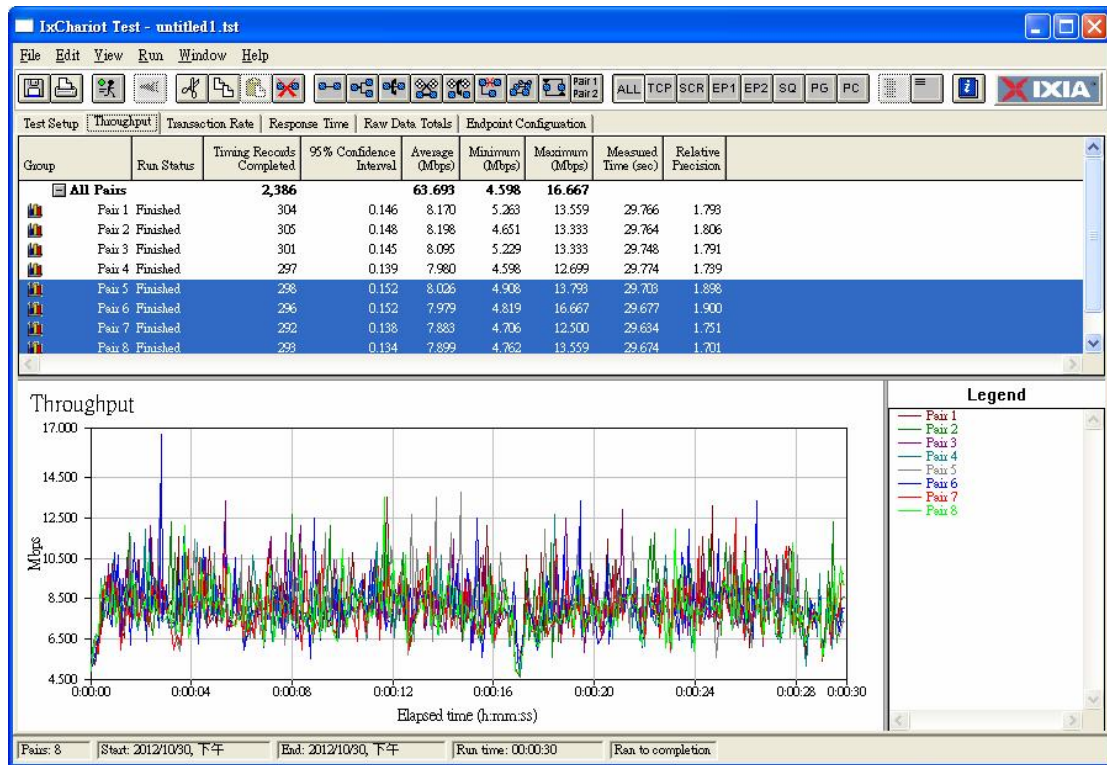 IxChariot Test - untitled1.tst
File Edit View Run Window Help
Pair 1
Pair 2
ALL TCP SCR EP1 EP2 SQ PG PC
IXIA
Test Setup Throughput Transaction Rate Response Time Raw Data Totals Endpoint Configuration
Group Run Status Timing Records Completed 95% Confidence Interval Average (Mbps) Minimum (Mbps) Maximum (Mbps) Measured Time (sec) Relative Precision
All Pairs 2,386 63.693 4.598 16.667
Pair 1 Finished 304 0.146 8.170 5.263 13.559 29.766 1.793
Pair 2 Finished 305 0.148 8.198 4.651 13.333 29.764 1.806
Pair 3 Finished 301 0.145 8.095 5.229 13.333 29.748 1.791
Pair 4 Finished 297 0.139 7.980 4.598 12.699 29.774 1.739
Pair 5 Finished 298 0.152 8.026 4.908 13.793 29.703 1.898
Pair 6 Finished 296 0.152 7.979 4.819 16.667 29.677 1.900
Pair 7 Finished 292 0.138 7.883 4.706 12.500 29.634 1.751
Pair 8 Finished 293 0.134 7.899 4.762 13.559 29.674 1.701
Throughput
17.000
14.500
12.500
10.500
8.500
6.500
4.500
Mbps
0:00:00 0:00:04 0:00:08 0:00:12 0:00:16 0:00:20 0:00:24 0:00:28 0:00:30
Elapsed time (h:mm:ss)
Legend
Pair 1
Pair 2
Pair 3
Pair 4
Pair 5
Pair 6
Pair 7
Pair 8
Pairs: 8 Start: 2012/10/30, 下午 End: 2012/10/30, 下午 Run time: 00:00:30 Ran to completion